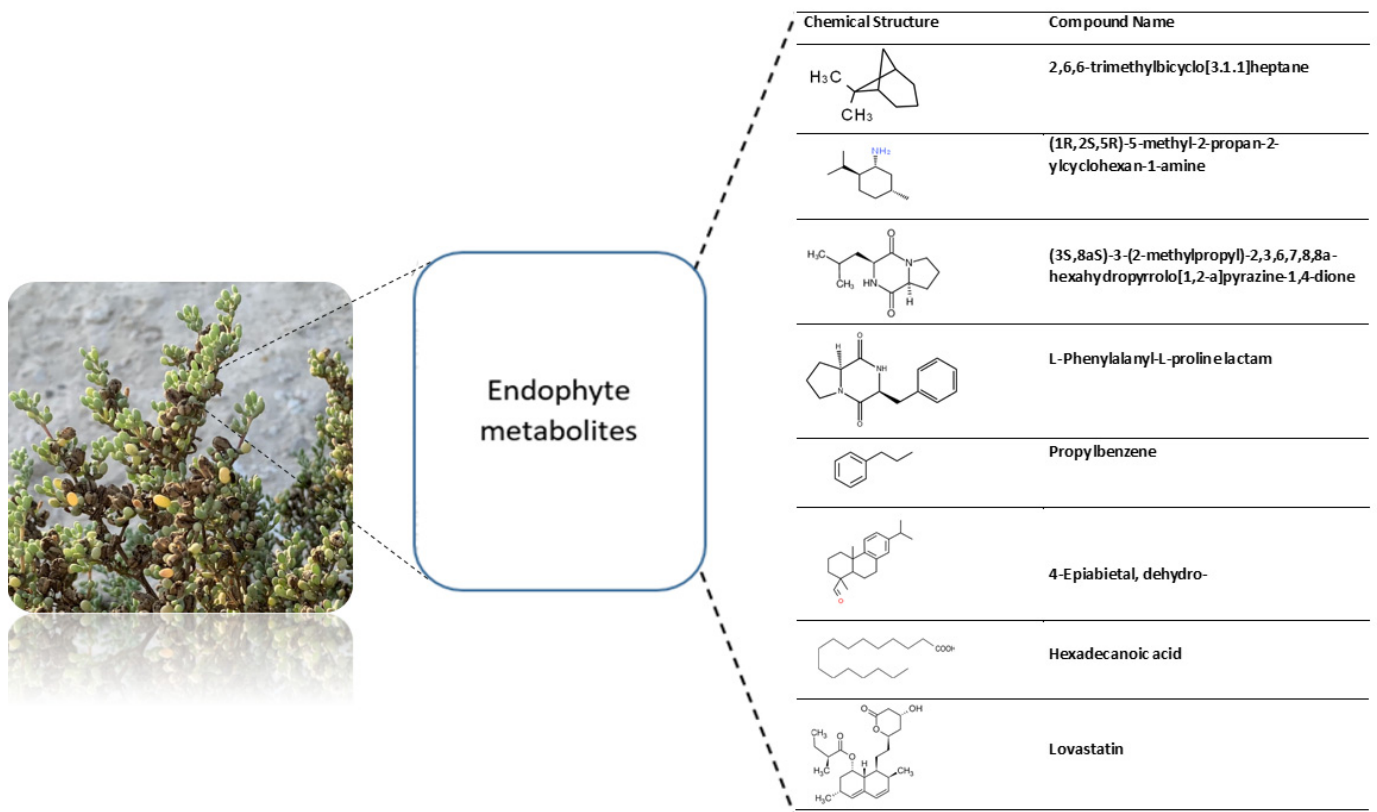 Chemical Structure Compound Name
H₃C
CH₃
2,6,6-trimethylbicyclo[3.1.1]heptane
NH₂
(1R,2S,5R)-5-methyl-2-propan-2-
ylcyclohexan-1-amine
O
H₃C
N
CH₃
HN
H
O
(3S,8aS)-3-(2-methylpropyl)-2,3,6,7,8,8a-
hexahydropyrrolo[1,2-a]pyrazine-1,4-dione
Endophyte
metabolites
H
O
NH
N
O
L-Phenylalanyl-L-proline lactam
Propylbenzene
O
4-Epiabietal, dehydro-
COOH
Hexadecanoic acid
O
OH
O
CH₃
O
O
H₃C
H
CH₃
H₃C
Lovastatin